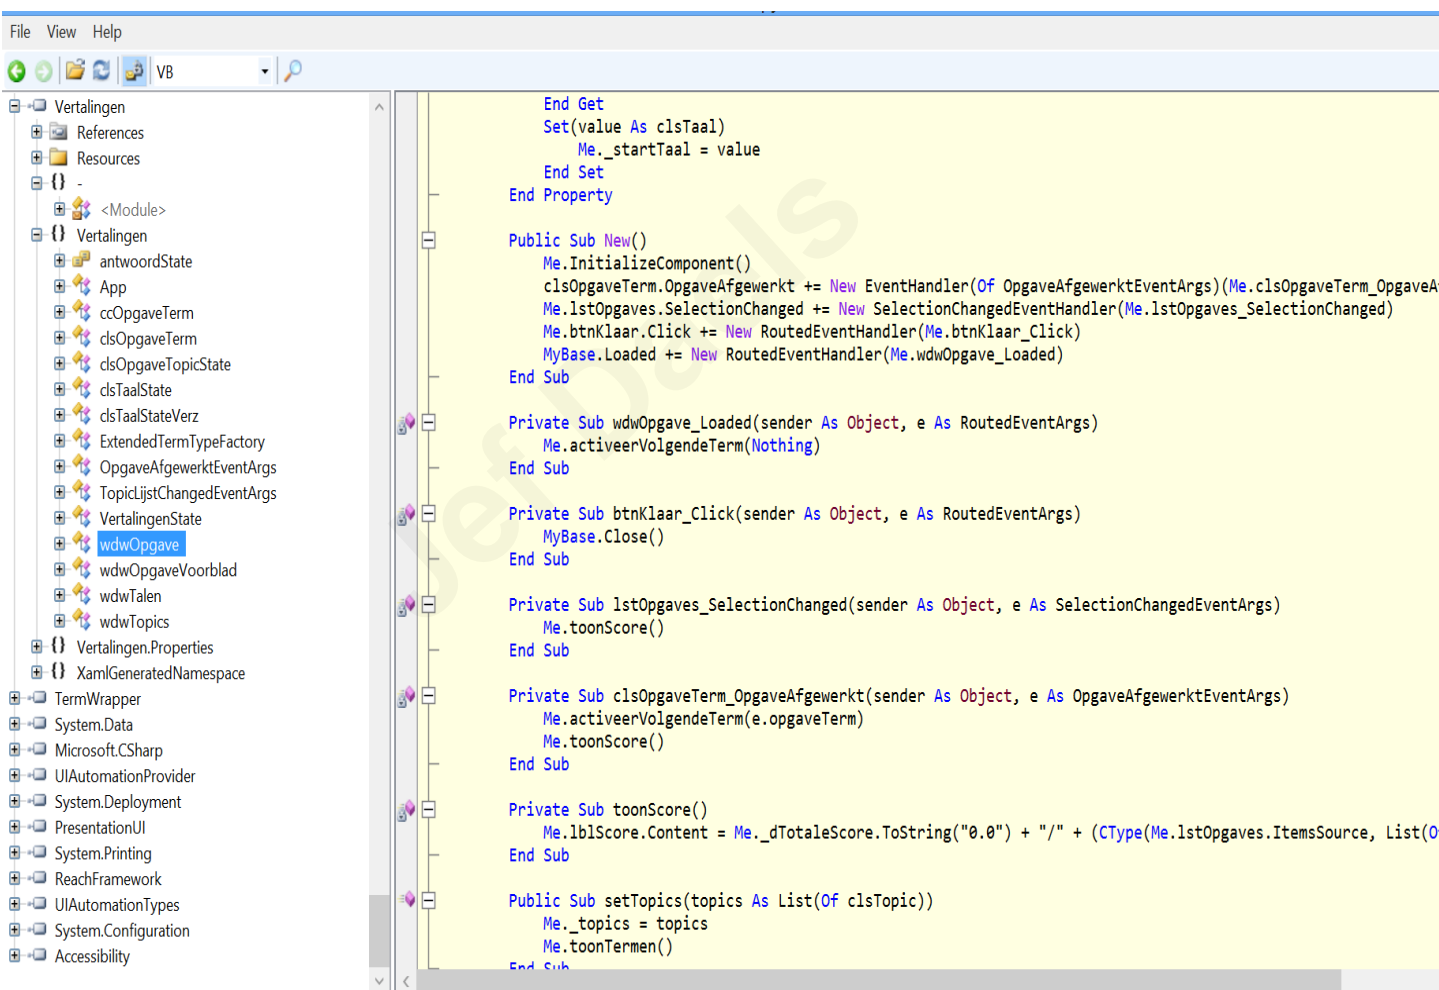 File View Help
VB
Vertalingen
References
Resources
{} -
<Module>
{} Vertalingen
antwoordState
App
ccOpgaveTerm
clsOpgaveTerm
clsOpgaveTopicState
clsTaalState
clsTaalStateVerz
ExtendedTermTypeFactory
OpgaveAfgewerktEventArgs
TopicLijstChangedEventArgs
VertalingenState
wdwOpgave
wdwOpgaveVoorblad
wdwTalen
wdwTopics
{} Vertalingen.Properties
{} XamlGeneratedNamespace
TermWrapper
System.Data
Microsoft.CSharp
UIAutomationProvider
System.Deployment
PresentationUI
System.Printing
ReachFramework
UIAutomationTypes
System.Configuration
Accessibility
End Get
Set(value As clsTaal)
Me._startTaal = value
End Set
End Property
Public Sub New()
Me.InitializeComponent()
clsOpgaveTerm.OpgaveAfgewerkt += New EventHandler(Of OpgaveAfgewerktEventArgs)(Me.clsOpgaveTerm_OpgaveA
Me.lstOpgaves.SelectionChanged += New SelectionChangedEventHandler(Me.lstOpgaves_SelectionChanged)
Me.btnKlaar.Click += New RoutedEventHandler(Me.btnKlaar_Click)
MyBase.Loaded += New RoutedEventHandler(Me.wdwOpgave_Loaded)
End Sub
Private Sub wdwOpgave_Loaded(sender As Object, e As RoutedEventArgs)
Me.activeerVolgendeTerm(Nothing)
End Sub
Private Sub btnKlaar_Click(sender As Object, e As RoutedEventArgs)
MyBase.Close()
End Sub
Private Sub lstOpgaves_SelectionChanged(sender As Object, e As SelectionChangedEventArgs)
Me.toonScore()
End Sub
Private Sub clsOpgaveTerm_OpgaveAfgewerkt(sender As Object, e As OpgaveAfgewerktEventArgs)
Me.activeerVolgendeTerm(e.opgaveTerm)
Me.toonScore()
End Sub
Private Sub toonScore()
Me.lblScore.Content = Me._dTotaleScore.ToString("0.0") + "/" + (CType(Me.lstOpgaves.ItemsSource, List(O
End Sub
Public Sub setTopics(topics As List(Of clsTopic))
Me._topics = topics
Me.toonTermen()
End Sub
Jef